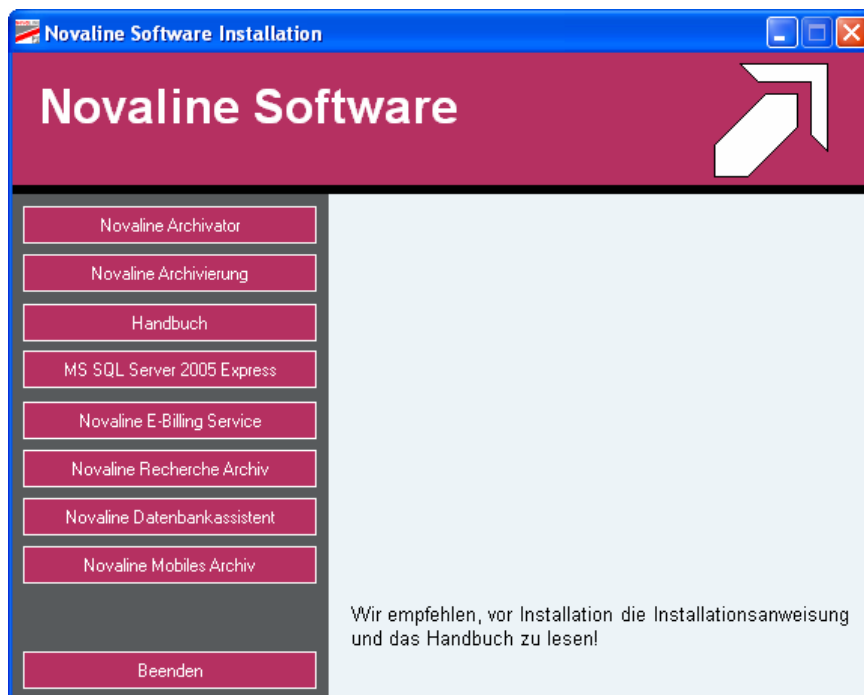 Novaline Software Installation
Novaline Software
Novaline Archivator
Novaline Archivierung
Handbuch
MS SQL Server 2005 Express
Novaline E-Billing Service
Novaline Recherche Archiv
Novaline Datenbankassistent
Novaline Mobiles Archiv
Wir empfehlen, vor Installation die Installationsanweisung
und das Handbuch zu lesen!
Beenden